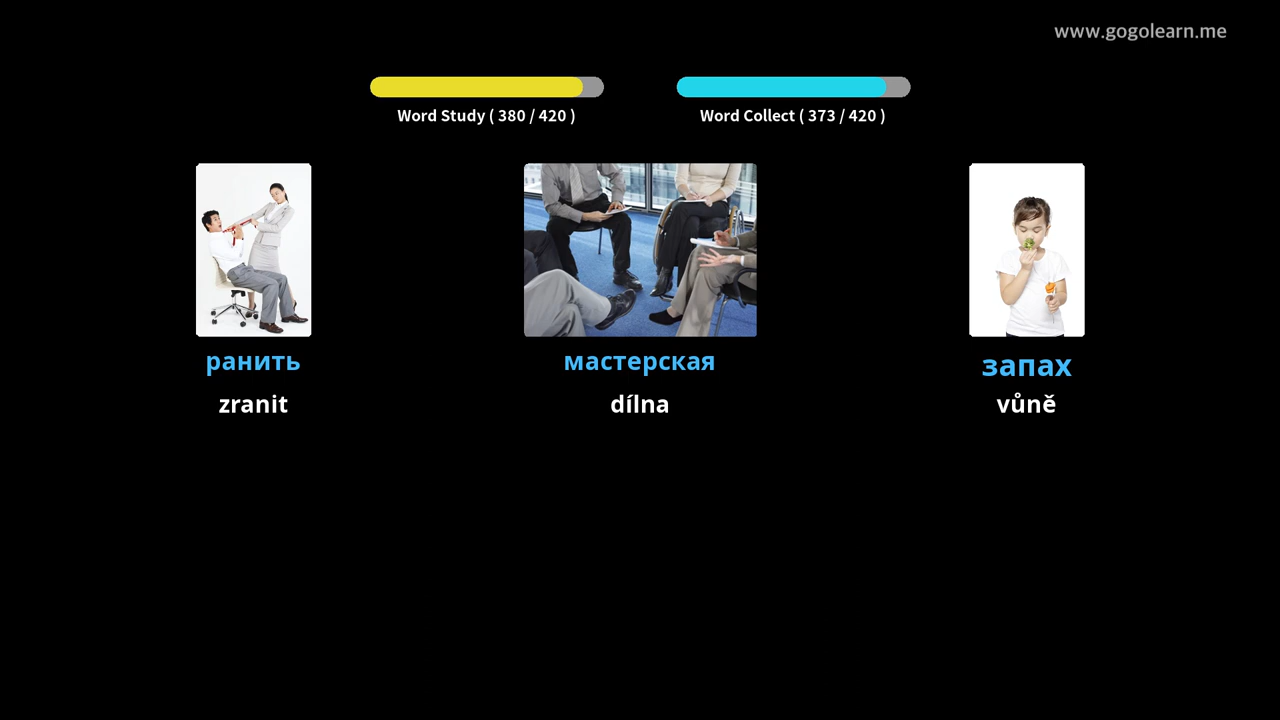 www.gogolearn.me
Word Study ( 380 / 420 )
Word Collect ( 373 / 420 )
ранить
мастерская
запах
zranit
dílna
vůně